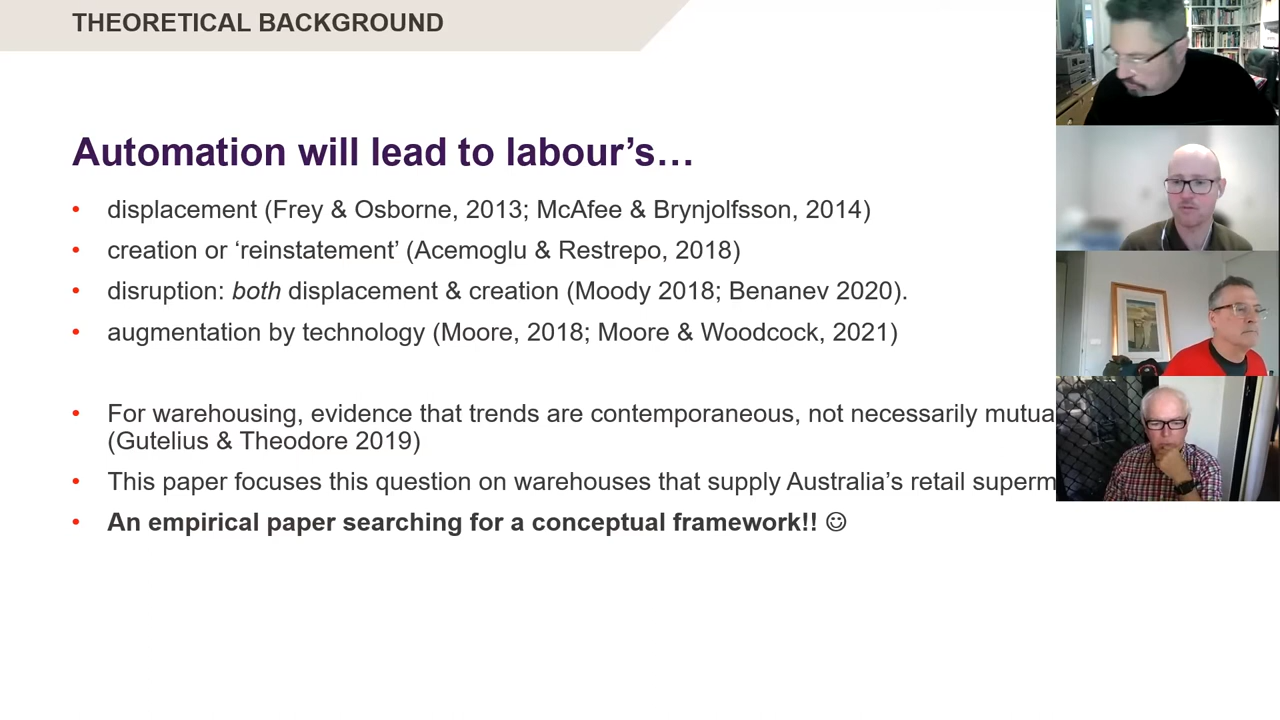 THEORETICAL BACKGROUND
Automation will lead to labour’s…
• displacement (Frey & Osborne, 2013; McAfee & Brynjolfsson, 2014)
• creation or ‘reinstatement’ (Acemoglu & Restrepo, 2018)
• disruption: both displacement & creation (Moody 2018; Benanev 2020).
• augmentation by technology (Moore, 2018; Moore & Woodcock, 2021)
• For warehousing, evidence that trends are contemporaneous, not necessarily mutua
(Gutelius & Theodore 2019)
• This paper focuses this question on warehouses that supply Australia’s retail superm
• An empirical paper searching for a conceptual framework!! ☺